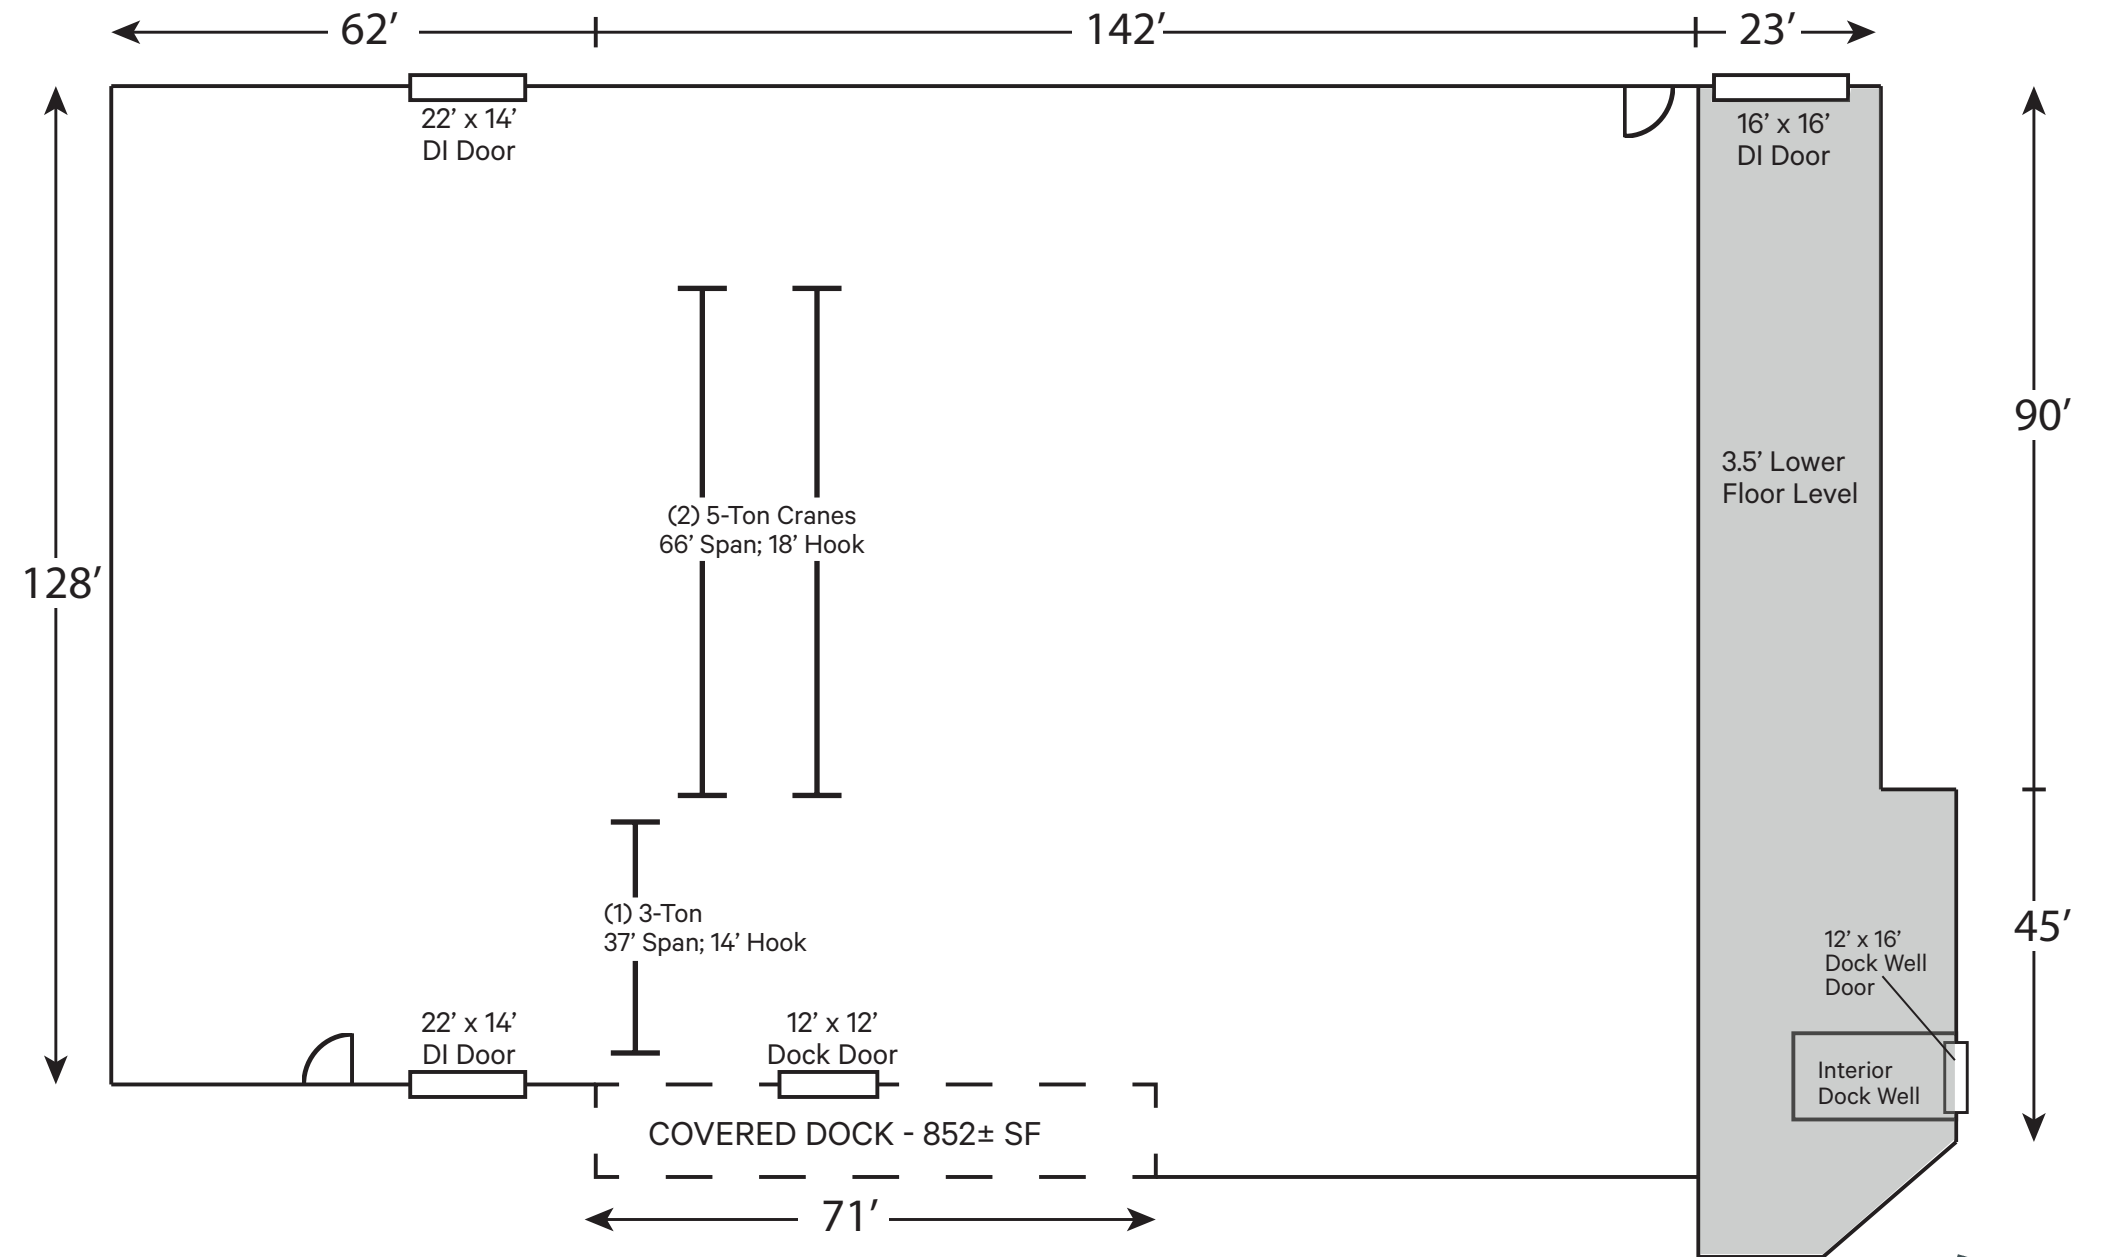 62’
142’
23’
22’ x 14’
DI Door
16’ x 16’
DI Door
128’
90’
3.5’ Lower
Floor Level
(2) 5-Ton Cranes
66’ Span; 18’ Hook
(1) 3-Ton
37’ Span; 14’ Hook
45’
12’ x 16’
Dock Well
Door
22’ x 14’
DI Door
12’ x 12’
Dock Door
Interior
Dock Well
COVERED DOCK - 852± SF
71’